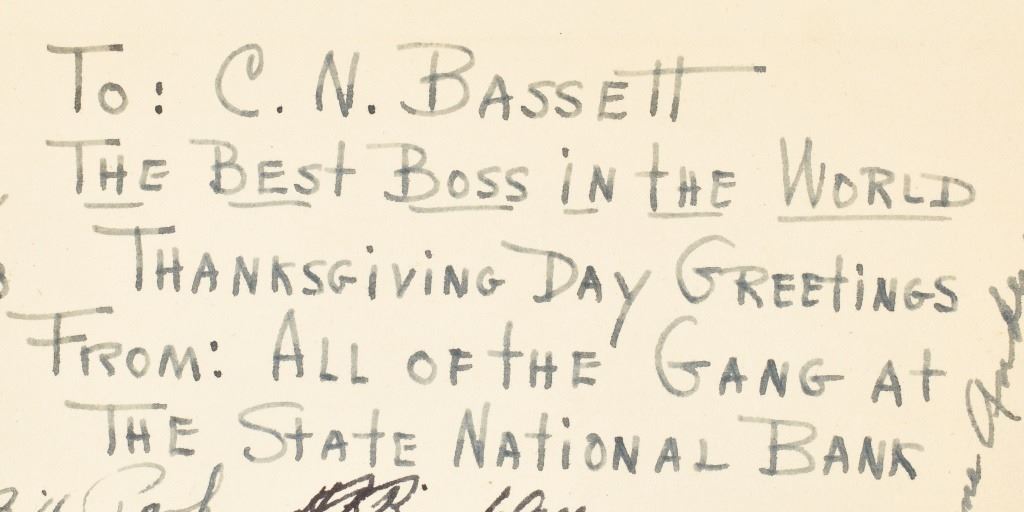 To: C. N. Bassett
The Best Boss in the World
Thanksgiving Day Greetings
From: All of the Gang at
The State National Bank